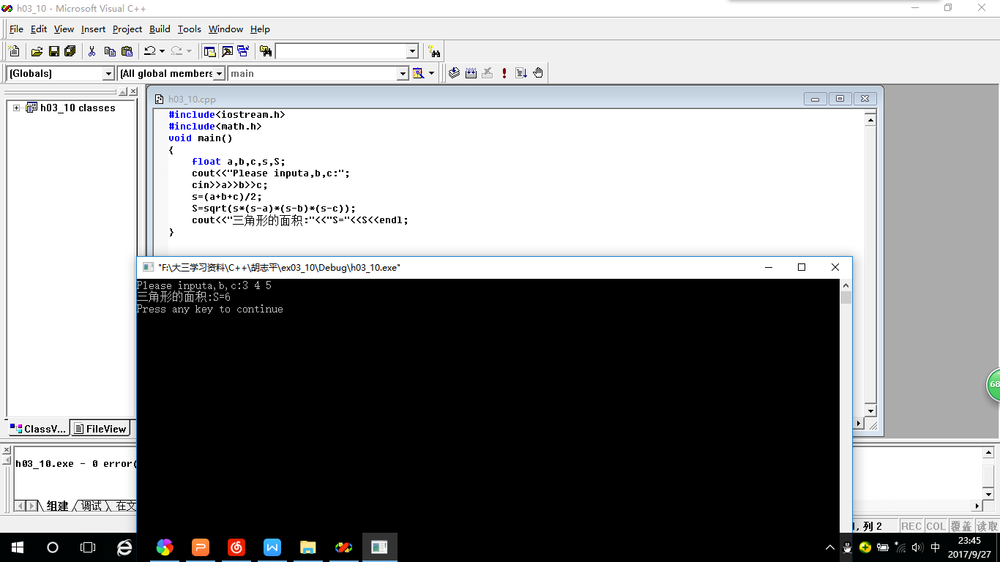 h03_10 - Microsoft Visual C++
File Edit View Insert Project Build Tools Window Help
(Globals) (All global members main
h03_10 classes
h03_10.cpp
#include<iostream.h>
#include<math.h>
void main()
{
float a,b,c,s,S;
cout<<"Please inputa,b,c:";
cin>>a>>b>>c;
s=(a+b+c)/2;
S=sqrt(s*(s-a)*(s-b)*(s-c));
cout<<"三角形的面积:"<<"S="<<S<<endl;
}
"F:\大三学习资料\C++\胡志平\ex03_10\Debug\h03_10.exe"
Please inputa,b,c:3 4 5
三角形的面积:S=6
Press any key to continue
68
ClassV... FileView
h03_10.exe - 0 error(
组建 调试 在文
, 列 2 REC COL 覆盖 读取
中
23:45
2017/9/27